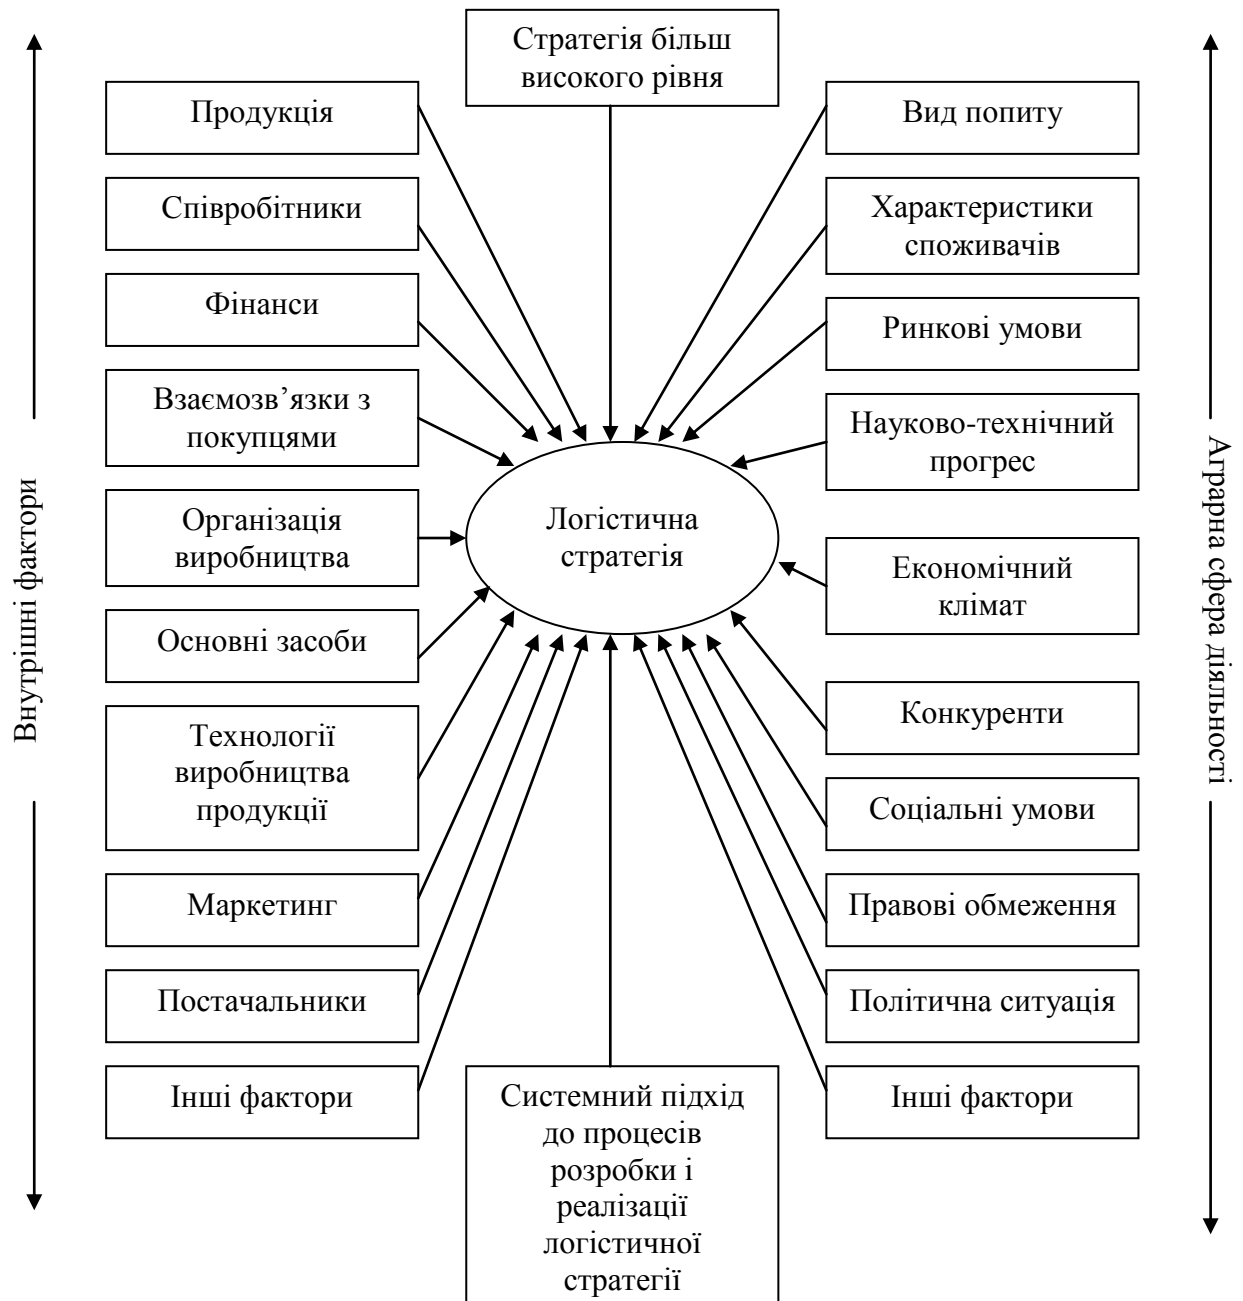 Стратегія більш
високого рівня
Внутрішні фактори
Продукція
Співробітники
Фінанси
Взаємозв’язки з
покупцями
Організація
виробництва
Основні засоби
Технології
виробництва
продукції
Маркетинг
Постачальники
Інші фактори
Логістична
стратегія
Системний підхід
до процесів
розробки і
реалізації
логістичної
стратегії
Вид попиту
Характеристики
споживачів
Ринкові умови
Науково-технічний
прогрес
Економічний
клімат
Конкуренти
Соціальні умови
Правові обмеження
Політична ситуація
Інші фактори
Аграрна сфера діяльності